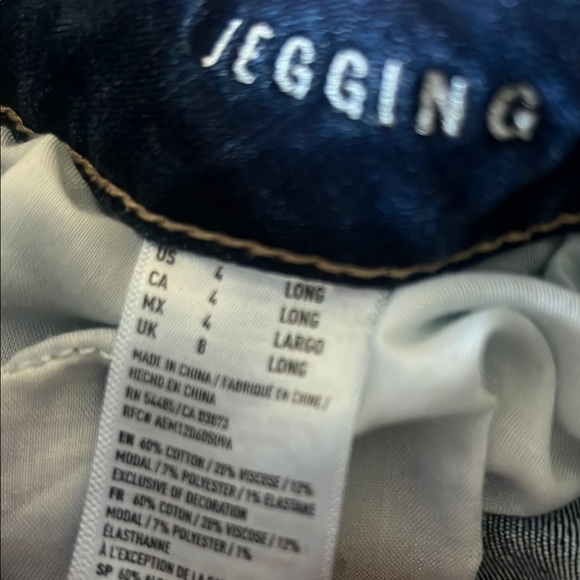 JEGGING
US 4 LONG
CA 4 LONG
MX 4 LARGO
UK 8 LONG
MADE IN CHINA / FABRIQUÉ EN CHINE /
HECHO EN CHINA
RN 54485/CA 03873
RFC# AEM120605U9A
EN 60% COTTON / 20% VISCOSE / 12%
MODAL / 7% POLYESTER / 1% ELASTANE
EXCLUSIVE OF DECORATION
FR 60% COTON / 20% VISCOSE / 12%
MODAL / 7% POLYESTER / 1%
ÉLASTHANNE
À L'EXCEPTION DE LA
SP 60%